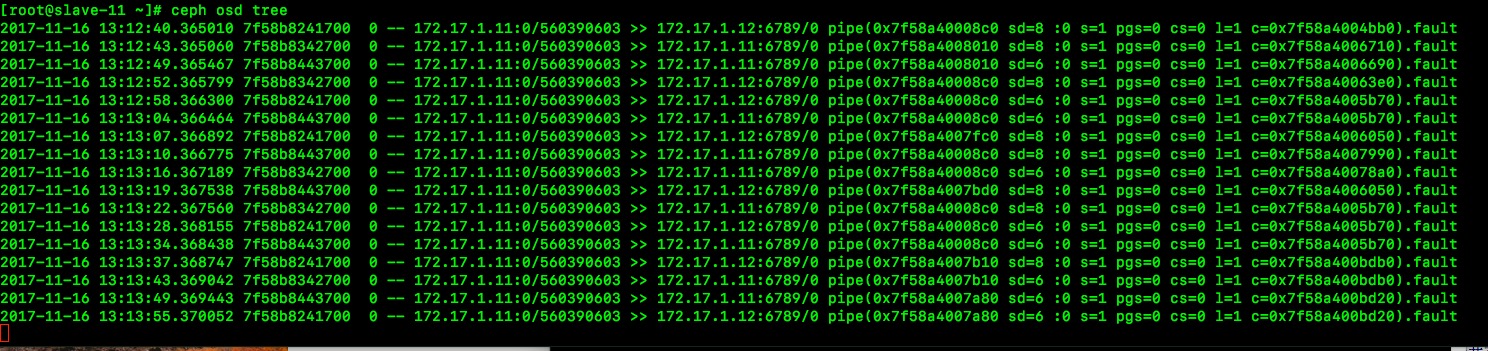 [root@slave-11 ~]# ceph osd tree
2017-11-16 13:12:40.365010 7f58b8241700  0 -- 172.17.1.11:0/560390603 >> 172.17.1.12:6789/0 pipe(0x7f58a40008c0 sd=8 :0 s=1 pgs=0 cs=0 l=1 c=0x7f58a4004bb0).fault
2017-11-16 13:12:43.365060 7f58b8342700  0 -- 172.17.1.11:0/560390603 >> 172.17.1.11:6789/0 pipe(0x7f58a4008010 sd=8 :0 s=1 pgs=0 cs=0 l=1 c=0x7f58a4006710).fault
2017-11-16 13:12:49.365467 7f58b8443700  0 -- 172.17.1.11:0/560390603 >> 172.17.1.11:6789/0 pipe(0x7f58a4008010 sd=6 :0 s=1 pgs=0 cs=0 l=1 c=0x7f58a4006690).fault
2017-11-16 13:12:52.365799 7f58b8342700  0 -- 172.17.1.11:0/560390603 >> 172.17.1.12:6789/0 pipe(0x7f58a40008c0 sd=8 :0 s=1 pgs=0 cs=0 l=1 c=0x7f58a40063e0).fault
2017-11-16 13:12:58.366300 7f58b8241700  0 -- 172.17.1.11:0/560390603 >> 172.17.1.12:6789/0 pipe(0x7f58a40008c0 sd=6 :0 s=1 pgs=0 cs=0 l=1 c=0x7f58a4005b70).fault
2017-11-16 13:13:04.366464 7f58b8443700  0 -- 172.17.1.11:0/560390603 >> 172.17.1.11:6789/0 pipe(0x7f58a40008c0 sd=6 :0 s=1 pgs=0 cs=0 l=1 c=0x7f58a4005b70).fault
2017-11-16 13:13:07.366892 7f58b8241700  0 -- 172.17.1.11:0/560390603 >> 172.17.1.12:6789/0 pipe(0x7f58a4007fc0 sd=8 :0 s=1 pgs=0 cs=0 l=1 c=0x7f58a4006050).fault
2017-11-16 13:13:10.366775 7f58b8443700  0 -- 172.17.1.11:0/560390603 >> 172.17.1.11:6789/0 pipe(0x7f58a40008c0 sd=8 :0 s=1 pgs=0 cs=0 l=1 c=0x7f58a4007990).fault
2017-11-16 13:13:16.367189 7f58b8342700  0 -- 172.17.1.11:0/560390603 >> 172.17.1.11:6789/0 pipe(0x7f58a40008c0 sd=6 :0 s=1 pgs=0 cs=0 l=1 c=0x7f58a40078a0).fault
2017-11-16 13:13:19.367538 7f58b8443700  0 -- 172.17.1.11:0/560390603 >> 172.17.1.12:6789/0 pipe(0x7f58a4007bd0 sd=8 :0 s=1 pgs=0 cs=0 l=1 c=0x7f58a4006050).fault
2017-11-16 13:13:22.367560 7f58b8342700  0 -- 172.17.1.11:0/560390603 >> 172.17.1.11:6789/0 pipe(0x7f58a40008c0 sd=8 :0 s=1 pgs=0 cs=0 l=1 c=0x7f58a4005b70).fault
2017-11-16 13:13:28.368155 7f58b8241700  0 -- 172.17.1.11:0/560390603 >> 172.17.1.12:6789/0 pipe(0x7f58a40008c0 sd=6 :0 s=1 pgs=0 cs=0 l=1 c=0x7f58a4005b70).fault
2017-11-16 13:13:34.368438 7f58b8443700  0 -- 172.17.1.11:0/560390603 >> 172.17.1.11:6789/0 pipe(0x7f58a40008c0 sd=6 :0 s=1 pgs=0 cs=0 l=1 c=0x7f58a4005b70).fault
2017-11-16 13:13:37.368747 7f58b8241700  0 -- 172.17.1.11:0/560390603 >> 172.17.1.12:6789/0 pipe(0x7f58a4007b10 sd=8 :0 s=1 pgs=0 cs=0 l=1 c=0x7f58a400bdb0).fault
2017-11-16 13:13:43.369042 7f58b8342700  0 -- 172.17.1.11:0/560390603 >> 172.17.1.12:6789/0 pipe(0x7f58a4007b10 sd=6 :0 s=1 pgs=0 cs=0 l=1 c=0x7f58a400bdb0).fault
2017-11-16 13:13:49.369443 7f58b8443700  0 -- 172.17.1.11:0/560390603 >> 172.17.1.11:6789/0 pipe(0x7f58a4007a80 sd=6 :0 s=1 pgs=0 cs=0 l=1 c=0x7f58a400bd20).fault
2017-11-16 13:13:55.370052 7f58b8241700  0 -- 172.17.1.11:0/560390603 >> 172.17.1.12:6789/0 pipe(0x7f58a4007a80 sd=6 :0 s=1 pgs=0 cs=0 l=1 c=0x7f58a400bd20).fault